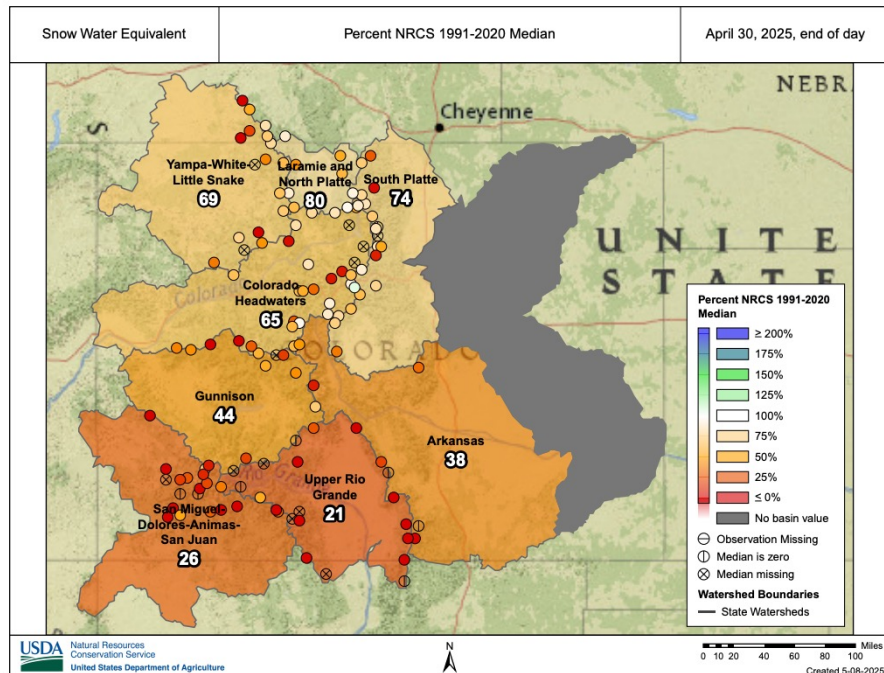 Snow Water Equivalent
Percent NRCS 1991-2020 Median
April 30, 2025, end of day
NEBR
Cheyenne
Yampa-White-
Little Snake
69
Laramie and
North Platte
80
South Platte
74
UNITE
STATE
Colorado
Colorado
Headwaters
65
COLORADO
Gunnison
44
Arkansas
38
Upper Rio
Grande
21
San Miguel-
Dolores-Animas-
San Juan
26
Percent NRCS 1991-2020
Median
≥ 200%
175%
150%
125%
100%
75%
50%
25%
≤ 0%
No basin value
Observation Missing
Median is zero
Median missing
Watershed Boundaries
State Watersheds
USDA
Natural Resources
Conservation Service
United States Department of Agriculture
N
Miles
0 10 20 40 60 80 100
Created 5-08-2025